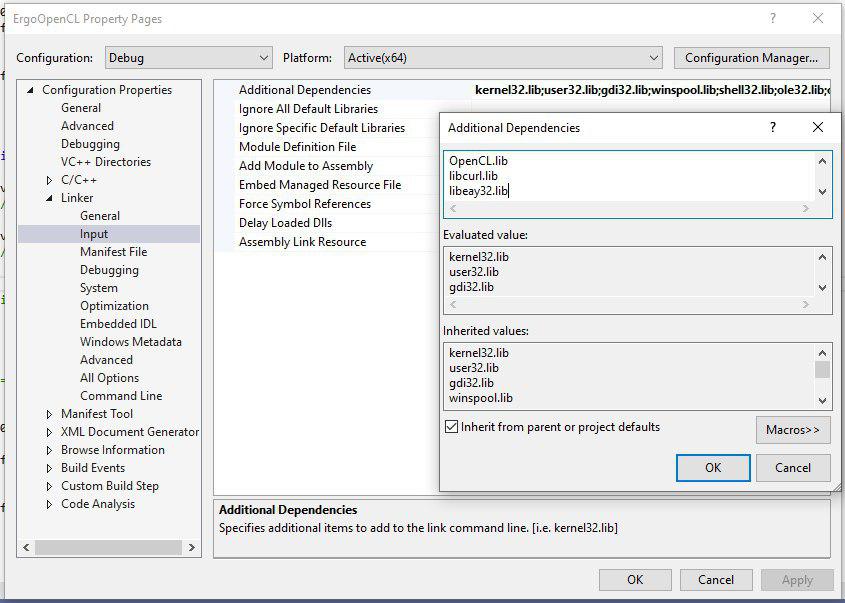 ErgoOpenCL Property Pages
Configuration: Debug Platform: Active(x64) Configuration Manager...
Configuration Properties
General
Advanced
Debugging
VC++ Directories
C/C++
Linker
General
Input
Manifest File
Debugging
System
Optimization
Embedded IDL
Windows Metadata
Advanced
All Options
Command Line
Manifest Tool
XML Document Generator
Browse Information
Build Events
Custom Build Step
Code Analysis
Additional Dependencies kernel32.lib;user32.lib;gdi32.lib;winspool.lib;shell32.lib;ole32.lib;
Ignore All Default Libraries
Ignore Specific Default Libraries
Module Definition File
Add Module to Assembly
Embed Managed Resource File
Force Symbol References
Delay Loaded Dlls
Assembly Link Resource
Additional Dependencies
OpenCL.lib
libcurl.lib
libeay32.lib
Evaluated value:
kernel32.lib
user32.lib
gdi32.lib
Inherited values:
kernel32.lib
user32.lib
gdi32.lib
winspool.lib
Inherit from parent or project defaults
Macros>>
OK Cancel
Additional Dependencies
Specifies additional items to add to the link command line. [i.e. kernel32.lib]
OK Cancel Apply